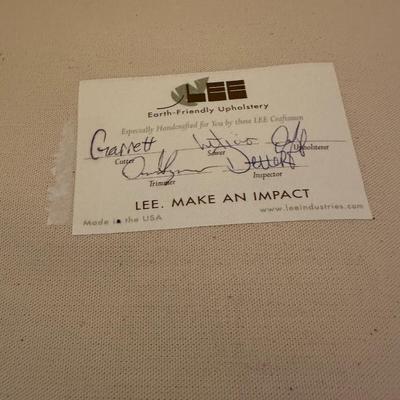 LEE
Earth-Friendly Upholstery
Especially Handcrafted for You by these LEE Craftsmen
Garrett
Cutter Sewer Upholsterer
Trimmer Inspector
LEE. MAKE AN IMPACT
Made in the USA www.leeindustries.com